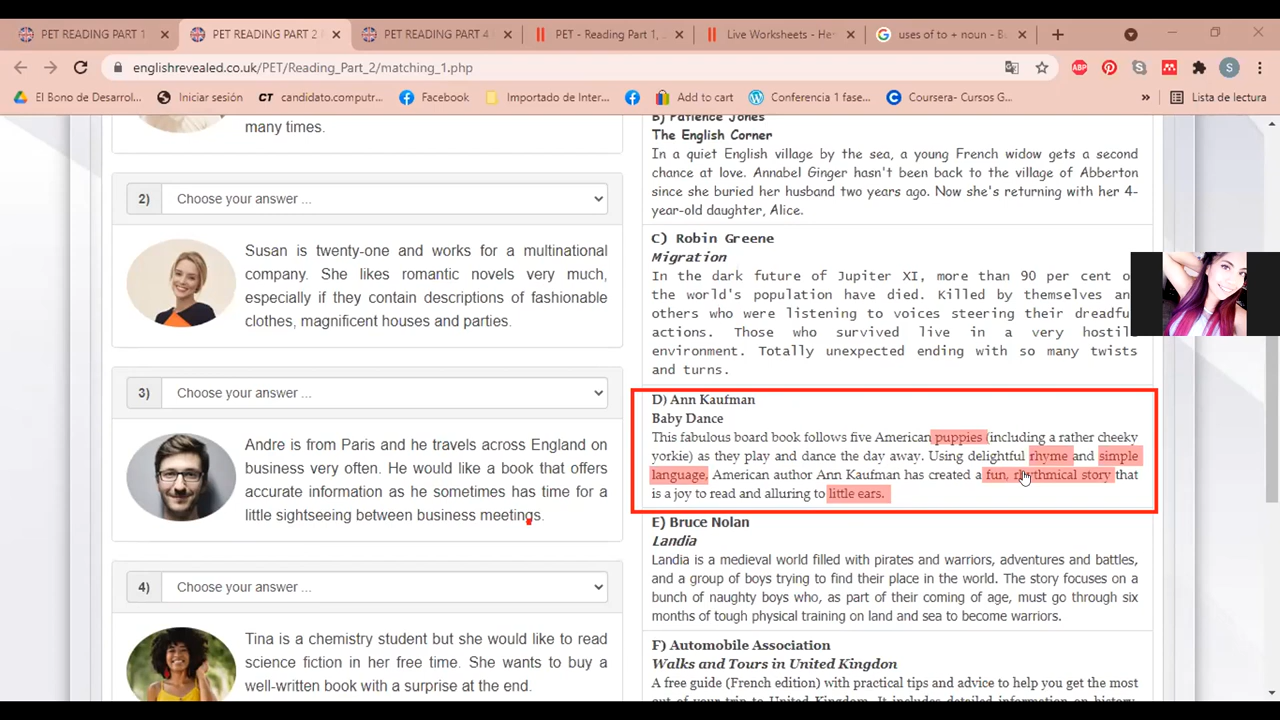 PET READING PART 1
PET READING PART 2
PET READING PART 4
PET - Reading Part 1, ...
Live Worksheets - He
uses of to + noun - Bu
englishrevealed.co.uk/PET/Reading_Part_2/matching_1.php
ABP
S
El Bono de Desarrol...
Iniciar sesión
CT candidato.computr...
Facebook
Importado de Inter...
Add to cart
Conferencia 1 fase...
Coursera- Cursos G...
»
Lista de lectura
many times.
2) Choose your answer ...
Susan is twenty-one and works for a multinational
company. She likes romantic novels very much,
especially if they contain descriptions of fashionable
clothes, magnificent houses and parties.
3) Choose your answer ...
Andre is from Paris and he travels across England on
business very often. He would like a book that offers
accurate information as he sometimes has time for a
little sightseeing between business meetings.
4) Choose your answer ...
Tina is a chemistry student but she would like to read
science fiction in her free time. She wants to buy a
well-written book with a surprise at the end.
B) Patience Jones
The English Corner
In a quiet English village by the sea, a young French widow gets a second
chance at love. Annabel Ginger hasn't been back to the village of Abberton
since she buried her husband two years ago. Now she's returning with her 4-
year-old daughter, Alice.
C) Robin Greene
Migration
In the dark future of Jupiter XI, more than 90 per cent o
the world's population have died. Killed by themselves an
others who were listening to voices steering their dreadfu
actions. Those who survived live in a very hostil
environment. Totally unexpected ending with so many twists
and turns.
D) Ann Kaufman
Baby Dance
This fabulous board book follows five American puppies (including a rather cheeky
yorkie) as they play and dance the day away. Using delightful rhyme and simple
language, American author Ann Kaufman has created a fun, rhythmical story that
is a joy to read and alluring to little ears.
E) Bruce Nolan
Landia
Landia is a medieval world filled with pirates and warriors, adventures and battles,
and a group of boys trying to find their place in the world. The story focuses on a
bunch of naughty boys who, as part of their coming of age, must go through six
months of tough physical training on land and sea to become warriors.
F) Automobile Association
Walks and Tours in United Kingdon
A free guide (French edition) with practical tips and advice to help you get the most
out of your trip to United Kingdom. It includes detailed information on history,